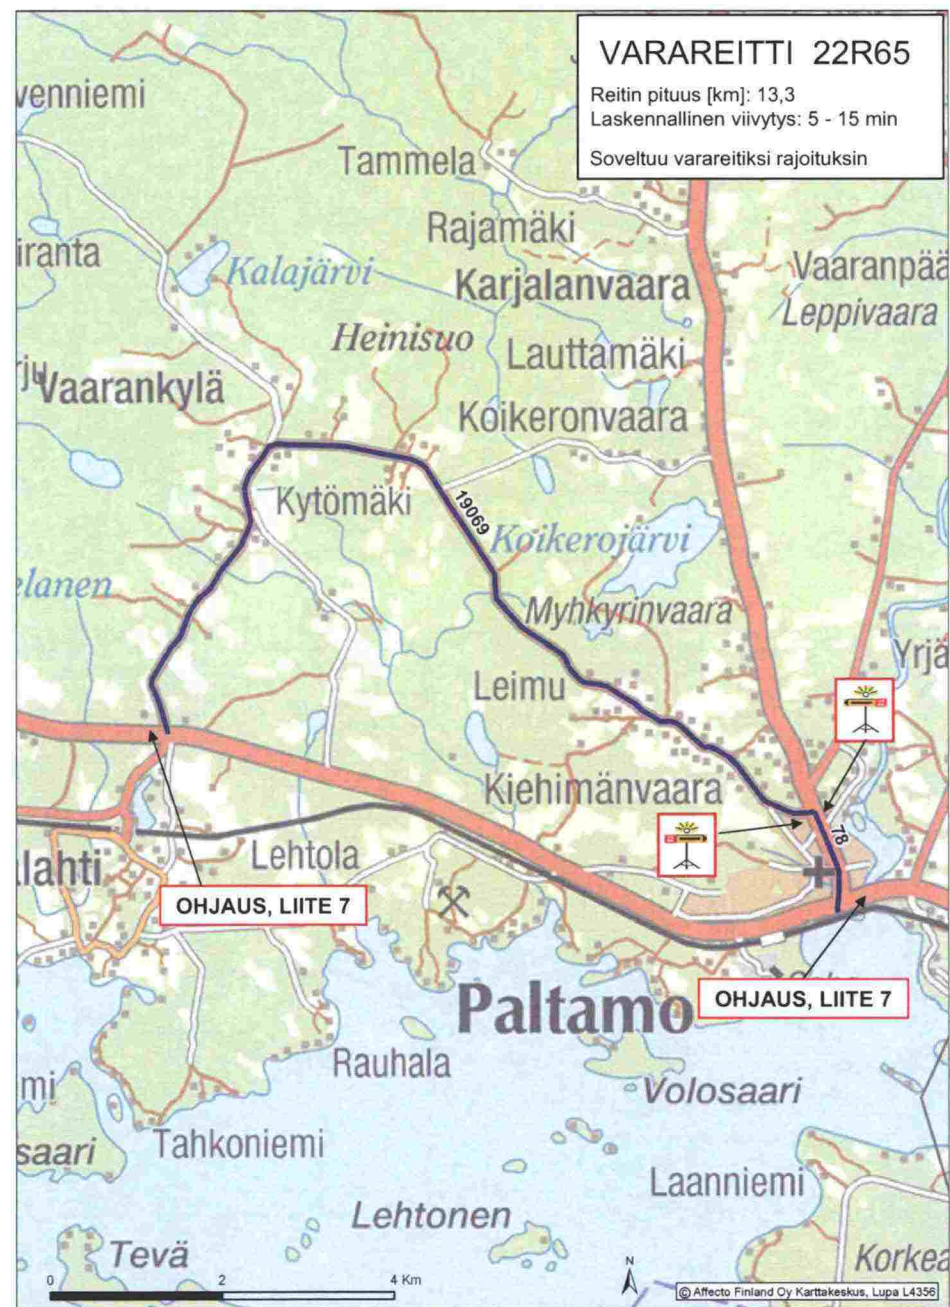 VARAREITTI 22R65
Reitin pituus [km]: 13,3
Laskennallinen viivytys: 5 - 15 min
Soveltuu varareitiksi rajoituksin
venniemi
Tammela
Rajamäki
iranta
Kalajärvi
Karjalanvaara
Vaaranpää
Leppivaara
Heinisuo
Lauttamäki
rju
Vaarankylä
Koikeronvaara
Kytömäki
19069
Koikerojärvi
elanen
Myhkyrinvaara
Yrjä
Leimu
Kiehimänvaara
78
Lehtola
lahti
OHJAUS, LIITE 7
Paltamo
OHJAUS, LIITE 7
Rauhala
mi
Volosaari
saari
Tahkoniemi
Laanniemi
Lehtonen
Tevä
Korkea
0 2 4 Km
N
© Affecto Finland Oy Karttakeskus, Lupa L4356